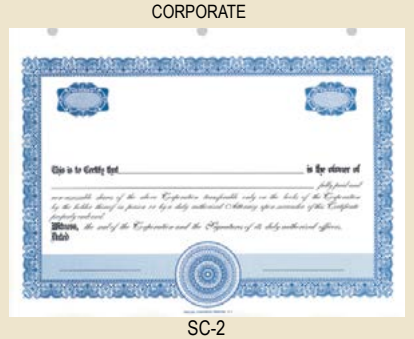 CORPORATE
This is to Certify that is the owner of
fully paid and
non-assessable shares of the above Corporation transferable only on the books of the Corporation
by the holder thereof in person or by a duly authorized Attorney upon surrender of this Certificate
properly endorsed.
Witness, the seal of the Corporation and the Signatures of its duly authorized officers.
Dated
SC-2